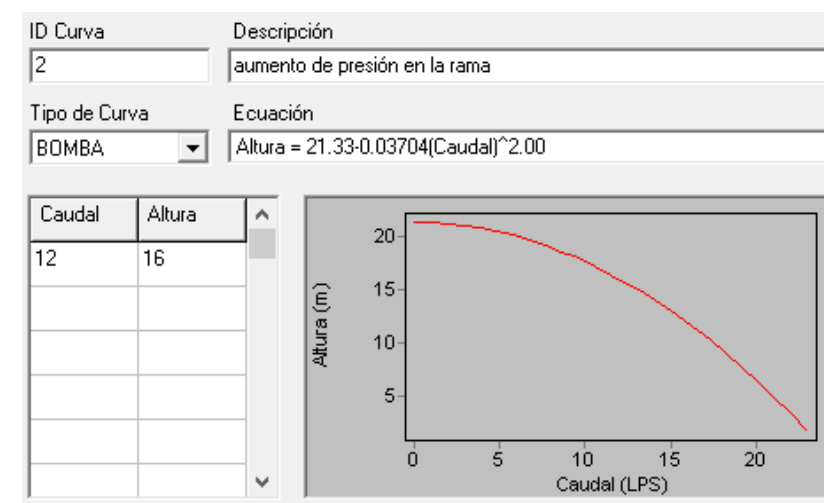 ID Curva Descripción
2 aumento de presión en la rama
Tipo de Curva Ecuación
BOMBA Altura = 21.33-0.03704(Caudal)^2.00
Caudal Altura
12 16
Altura (m)
20
15
10
5
0 5 10 15 20
Caudal (LPS)